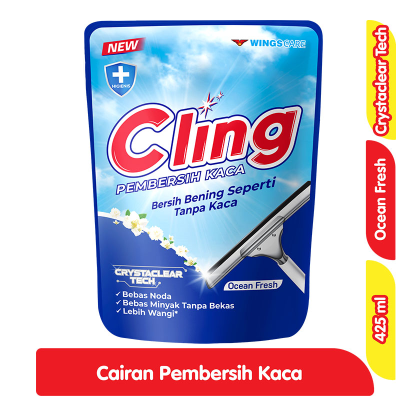 NEW
WINGSCARE
HIGIENIS
Cling
PEMBERSIH KACA
Bersih Bening Seperti
Tanpa Kaca
CRYSTACLEAR
TECH
Bebas Noda
Bebas Minyak Tanpa Bekas
Lebih Wangi*
Ocean Fresh
Crystaclear Tech
Ocean Fresh
425 ml
Cairan Pembersih Kaca